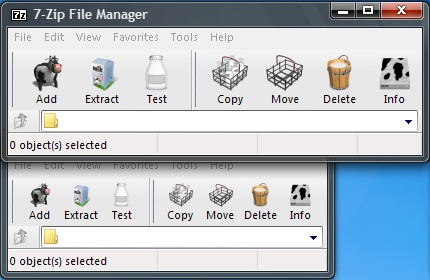 7-Zip File Manager
File Edit View Favorites Tools Help
Add Extract Test Copy Move Delete Info
0 object(s) selected
File Edit View Favorites Tools Help
Add Extract Test Copy Move Delete Info
0 object(s) selected